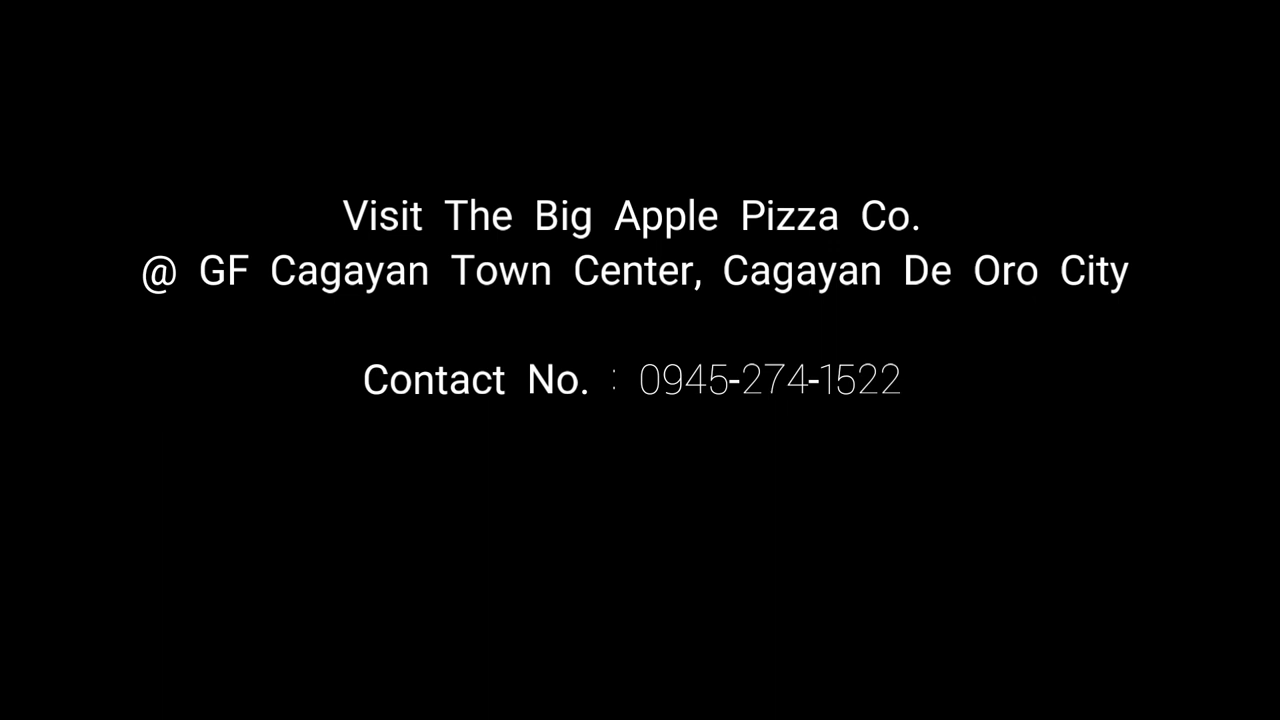 Visit The Big Apple Pizza Co.
@ GF Cagayan Town Center, Cagayan De Oro City
Contact No. : 0945-274-1522